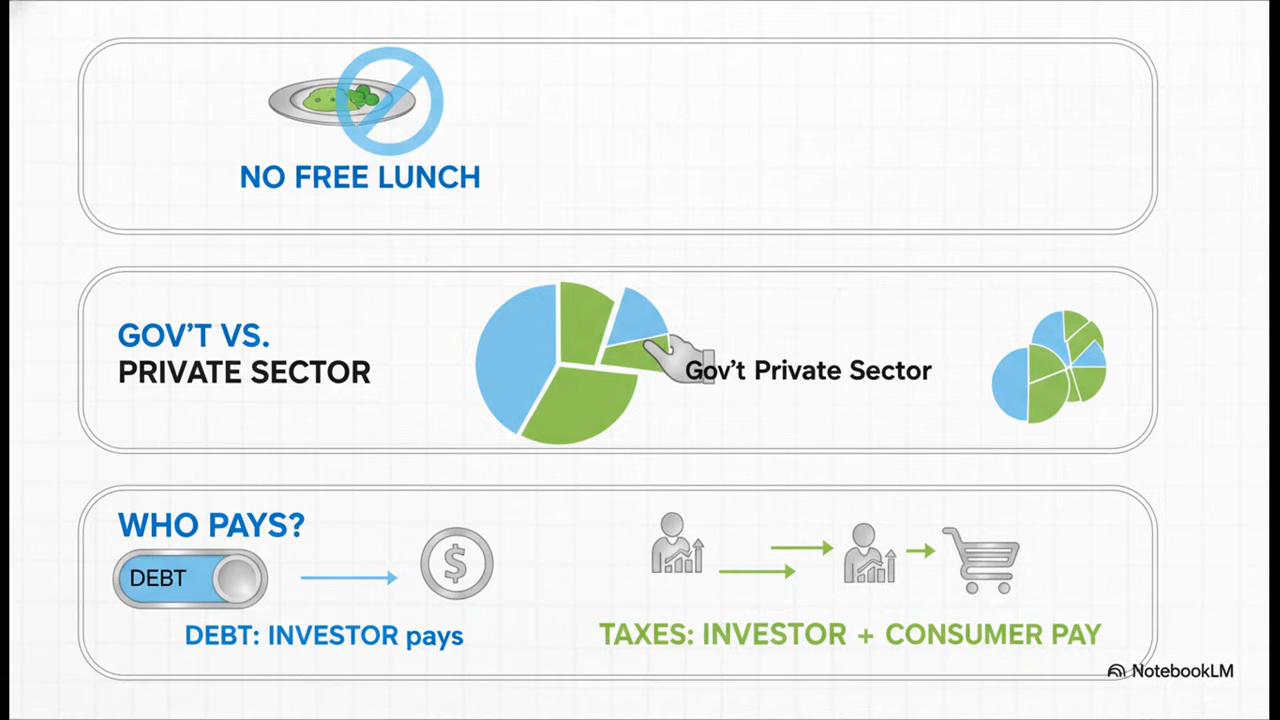 NO FREE LUNCH
GOV'T VS.
PRIVATE SECTOR
Gov't Private Sector
WHO PAYS?
DEBT
$
DEBT: INVESTOR pays
TAXES: INVESTOR + CONSUMER PAY
NotebookLM